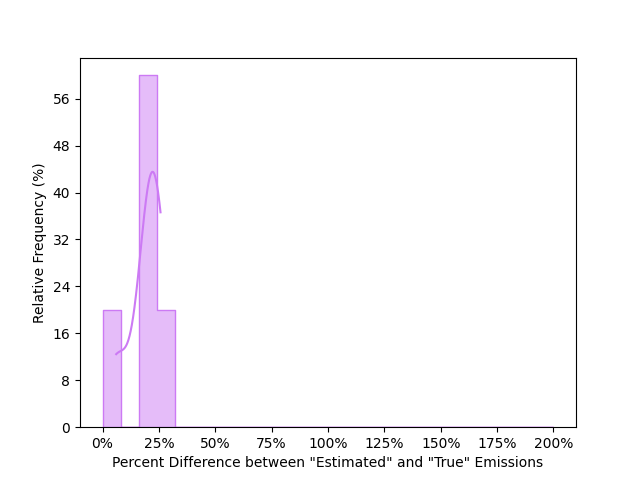 56
48
40
32
24
16
8
0
Relative Frequency (%)
0% 25% 50% 75% 100% 125% 150% 175% 200%
Percent Difference between "Estimated" and "True" Emissions